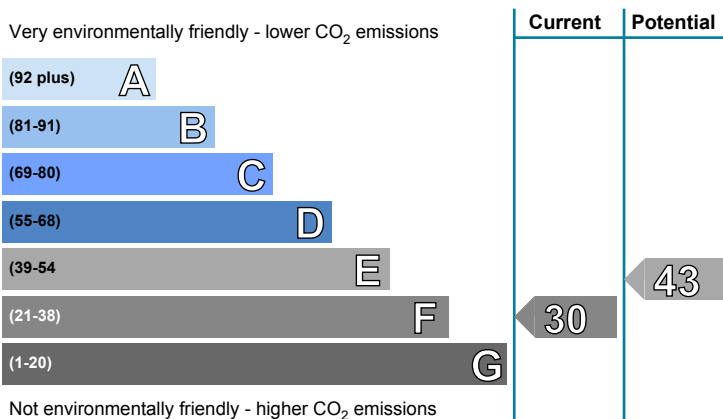 Current Potential
Very environmentally friendly - lower CO2 emissions
(92 plus) A
(81-91) B
(69-80) C
(55-68) D
(39-54 E
43
(21-38) F
30
(1-20) G
Not environmentally friendly - higher CO2 emissions